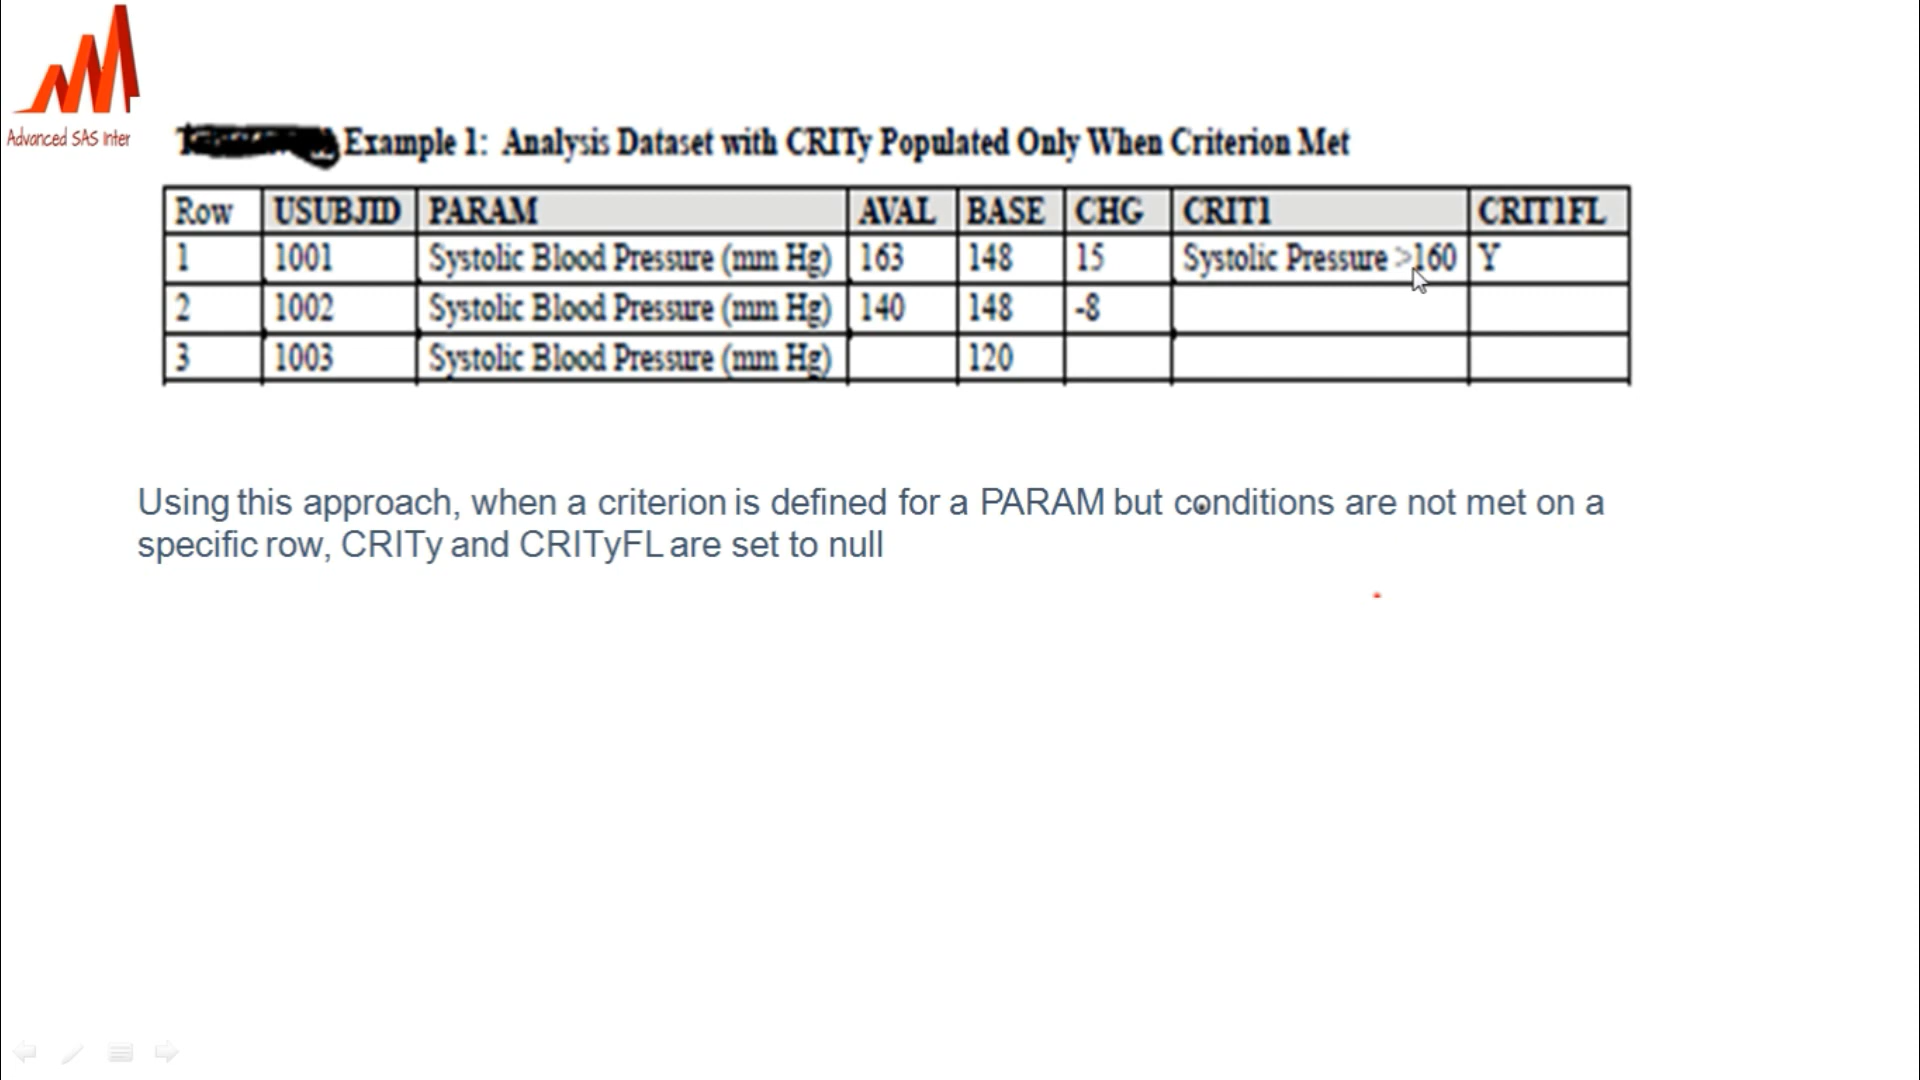 Advanced SAS Inter
Example 1: Analysis Dataset with CRITy Populated Only When Criterion Met
Row USUBJID PARAM AVAL BASE CHG CRIT1 CRIT1FL
1 1001 Systolic Blood Pressure (mm Hg) 163 148 15 Systolic Pressure >160 Y
2 1002 Systolic Blood Pressure (mm Hg) 140 148 -8
3 1003 Systolic Blood Pressure (mm Hg) 120
Using this approach, when a criterion is defined for a PARAM but conditions are not met on a
specific row, CRITy and CRITyFL are set to null